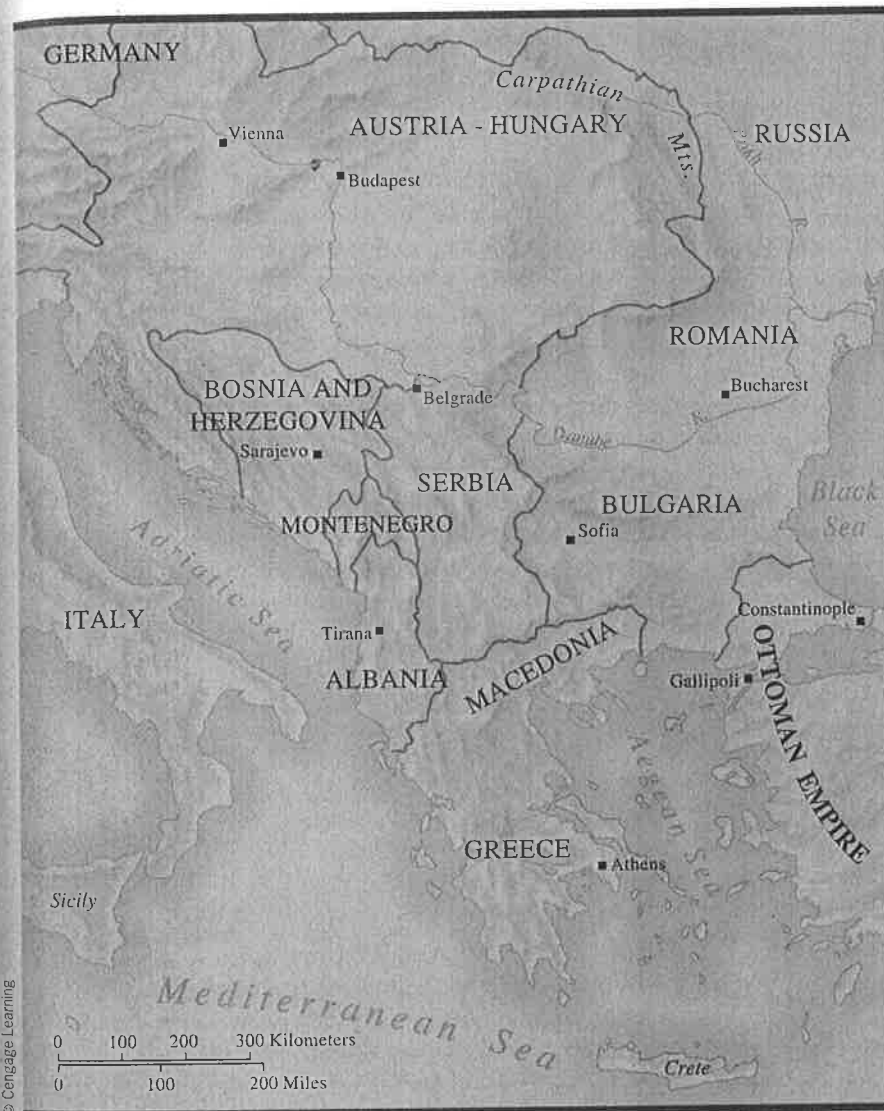 GERMANY
Carpathian
Mts.
Vienna
AUSTRIA - HUNGARY
RUSSIA
Budapest
ROMANIA
BOSNIA AND
HERZEGOVINA
Belgrade
Bucharest
Danube
R.
Sarajevo
SERBIA
BULGARIA
Black
Sea
MONTENEGRO
Sofia
Adriatic Sea
ITALY
Tirana
Constantinople
ALBANIA
MACEDONIA
Gallipoli
OTTOMAN EMPIRE
Aegean Sea
GREECE
Athens
Sicily
Mediterranean Sea
0 100 200 300 Kilometers
0 100 200 Miles
Crete
© Cengage Learning